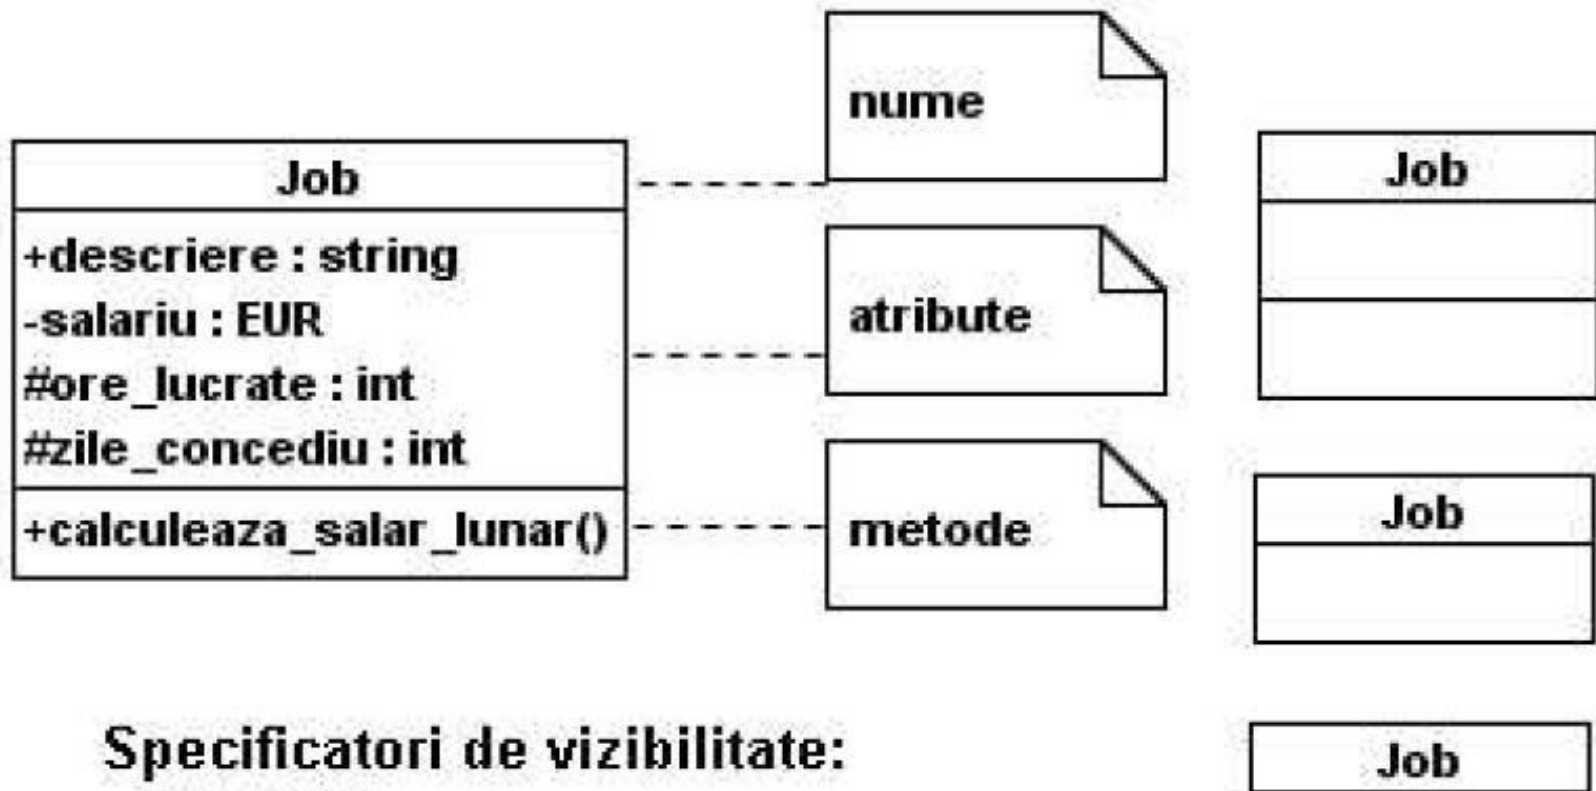 Job
+descriere : string
-salariu : EUR
#ore_lucrate : int
#zile_concediu : int
+calculeaza_salar_lunar()
nume
atribute
metode
Job
Job
Job
Specificatori de vizibilitate: